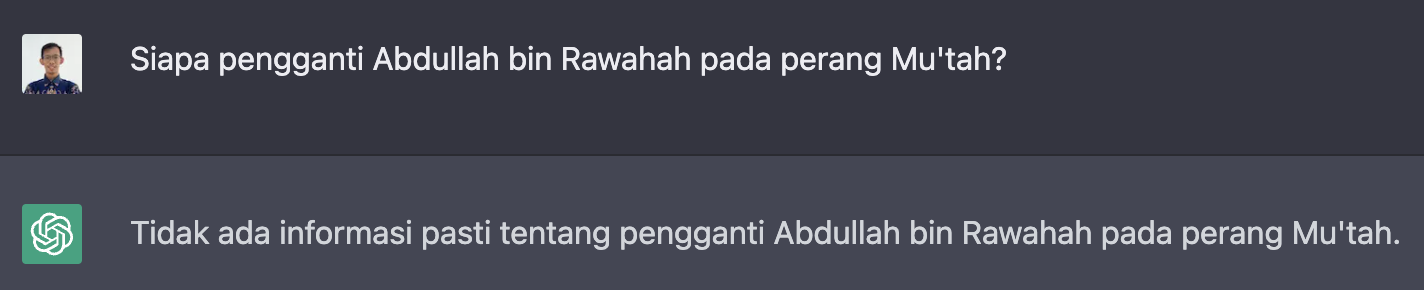 Siapa pengganti Abdullah bin Rawahah pada perang Mu'tah?
Tidak ada informasi pasti tentang pengganti Abdullah bin Rawahah pada perang Mu'tah.